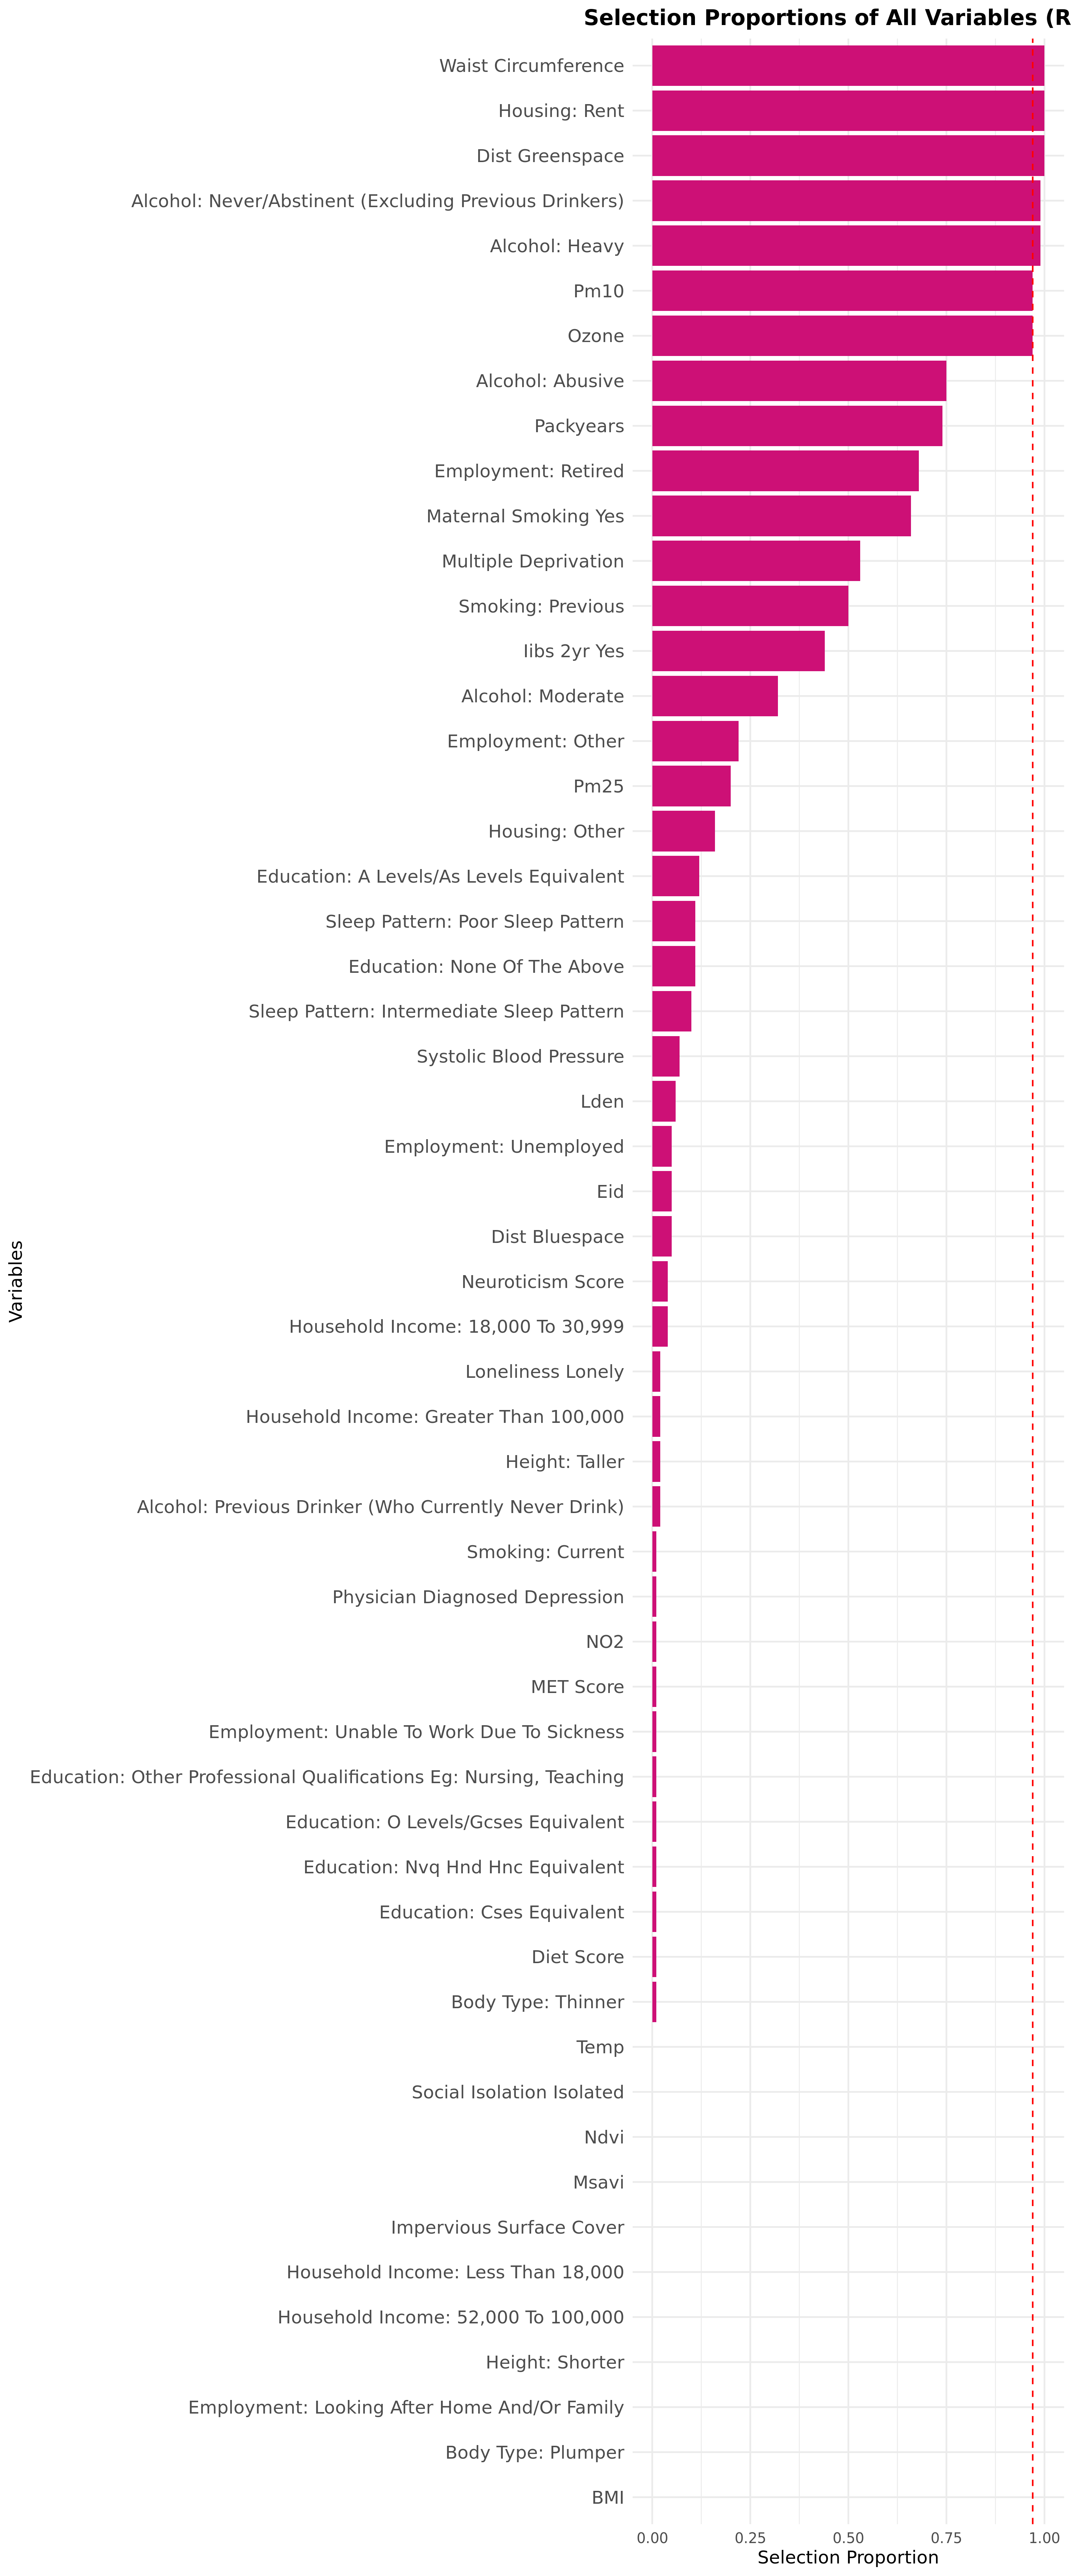 Selection Proportions of All Variables (R
Waist Circumference
Housing: Rent
Dist Greenspace
Alcohol: Never/Abstinent (Excluding Previous Drinkers)
Alcohol: Heavy
Pm10
Ozone
Alcohol: Abusive
Packyears
Employment: Retired
Maternal Smoking Yes
Multiple Deprivation
Smoking: Previous
Iibs 2yr Yes
Alcohol: Moderate
Employment: Other
Pm25
Housing: Other
Education: A Levels/As Levels Equivalent
Sleep Pattern: Poor Sleep Pattern
Education: None Of The Above
Sleep Pattern: Intermediate Sleep Pattern
Systolic Blood Pressure
Lden
Employment: Unemployed
Eid
Dist Bluespace
Neuroticism Score
Household Income: 18,000 To 30,999
Loneliness Lonely
Household Income: Greater Than 100,000
Height: Taller
Alcohol: Previous Drinker (Who Currently Never Drink)
Smoking: Current
Physician Diagnosed Depression
NO2
MET Score
Employment: Unable To Work Due To Sickness
Education: Other Professional Qualifications Eg: Nursing, Teaching
Education: O Levels/Gcses Equivalent
Education: Nvq Hnd Hnc Equivalent
Education: Cses Equivalent
Diet Score
Body Type: Thinner
Temp
Social Isolation Isolated
Ndvi
Msavi
Impervious Surface Cover
Household Income: Less Than 18,000
Household Income: 52,000 To 100,000
Height: Shorter
Employment: Looking After Home And/Or Family
Body Type: Plumper
BMI
Variables
0.00 0.25 0.50 0.75 1.00
Selection Proportion